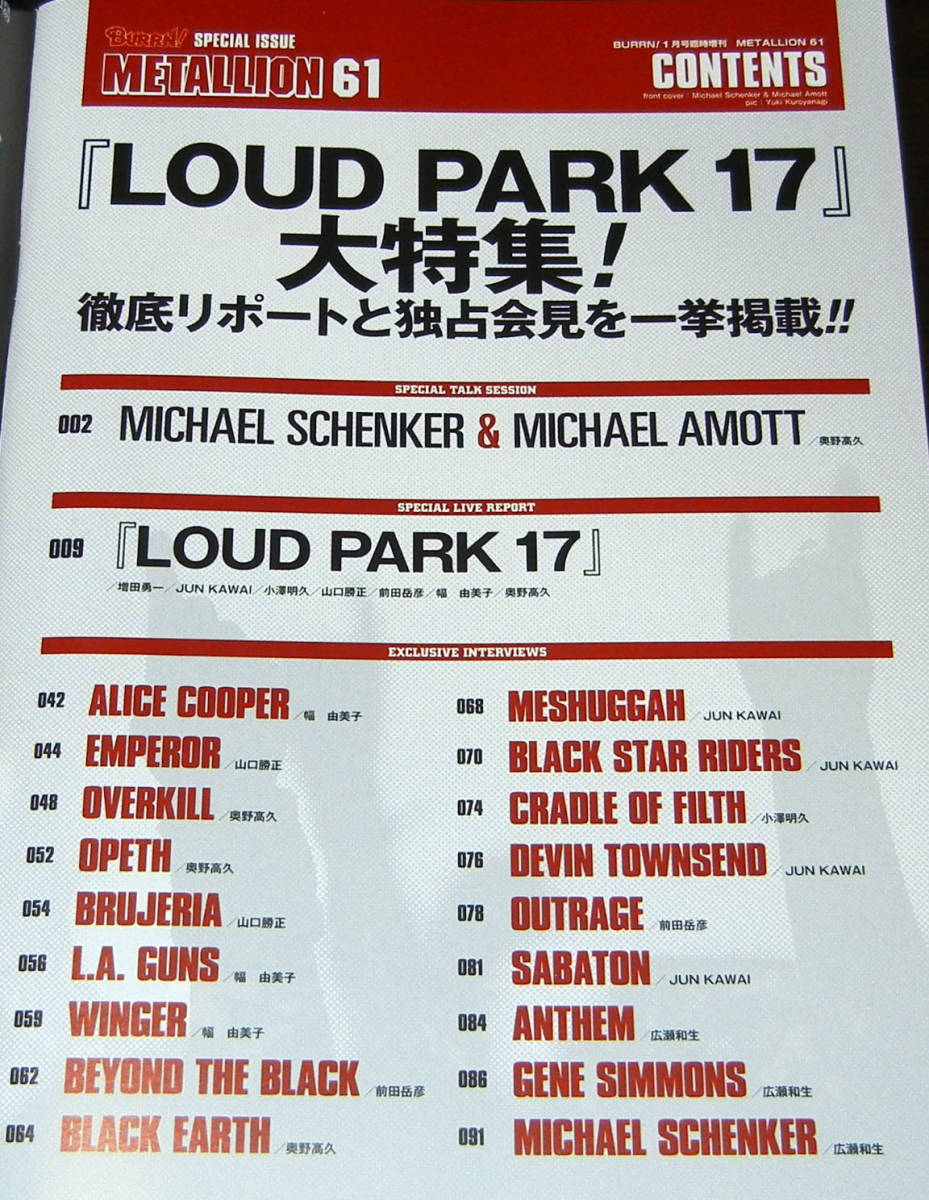 BURRN! SPECIAL ISSUE
METALLION 61
BURRN! 1月号臨時増刊 METALLION 61
CONTENTS
front cover : Michael Schenker & Michael Amott
pic : Yuki Kuroyanagi
『LOUD PARK 17』
大特集!
徹底リポートと独占会見を一挙掲載!!
SPECIAL TALK SESSION
002 MICHAEL SCHENKER & MICHAEL AMOTT /奥野高久
SPECIAL LIVE REPORT
009 『LOUD PARK 17』
/増田勇一/JUN KAWAI/小澤明久/山口勝正/前田岳彦/幅 由美子/奥野高久
EXCLUSIVE INTERVIEWS
042 ALICE COOPER /幅 由美子
044 EMPEROR /山口勝正
048 OVERKILL /奥野高久
052 OPETH /奥野高久
054 BRUJERIA /山口勝正
056 L.A. GUNS /幅 由美子
059 WINGER /幅 由美子
062 BEYOND THE BLACK /前田岳彦
064 BLACK EARTH /奥野高久
068 MESHUGGAH /JUN KAWAI
070 BLACK STAR RIDERS /JUN KAWAI
074 CRADLE OF FILTH /小澤明久
076 DEVIN TOWNSEND /JUN KAWAI
078 OUTRAGE /前田岳彦
081 SABATON /JUN KAWAI
084 ANTHEM /広瀬和生
086 GENE SIMMONS /広瀬和生
091 MICHAEL SCHENKER /広瀬和生